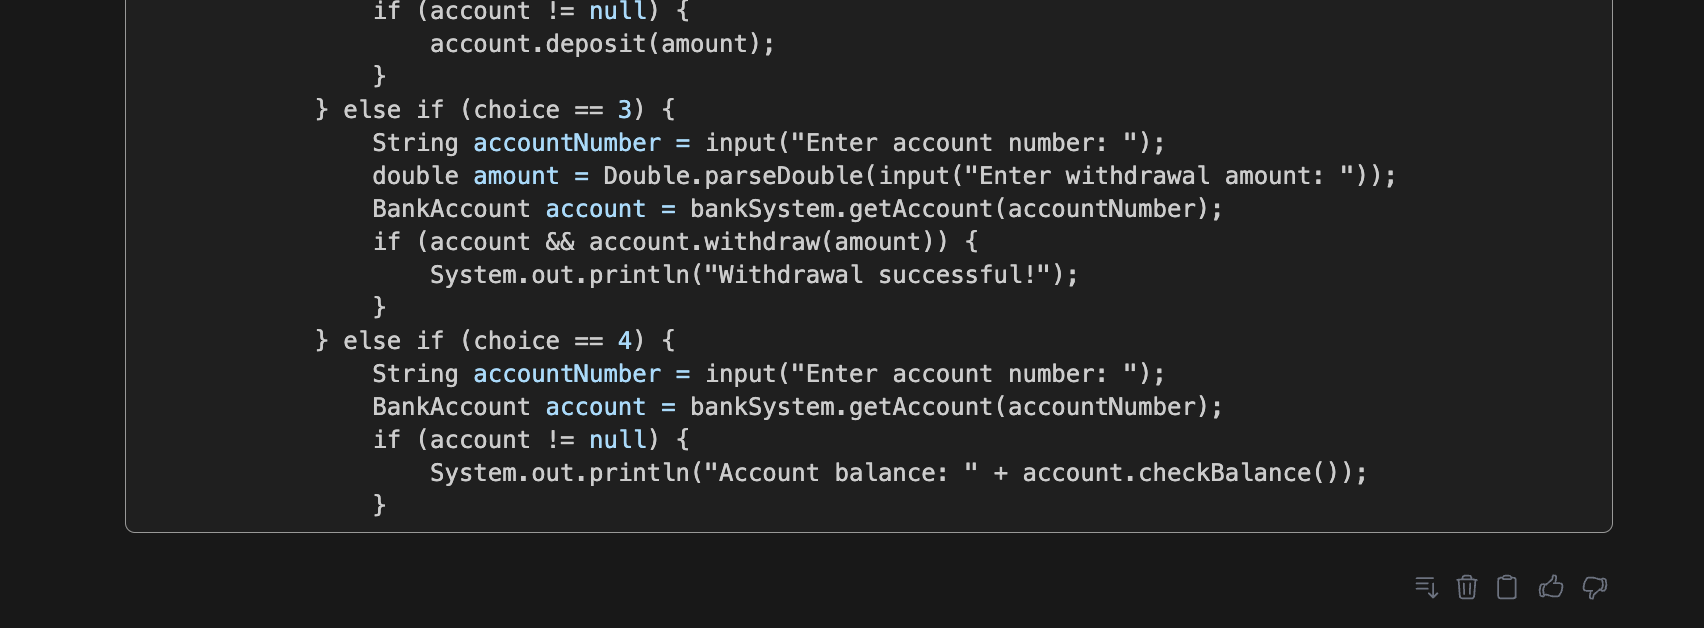 if (account != null) {
account.deposit(amount);
}
} else if (choice == 3) {
String accountNumber = input("Enter account number: ");
double amount = Double.parseDouble(input("Enter withdrawal amount: "));
BankAccount account = bankSystem.getAccount(accountNumber);
if (account && account.withdraw(amount)) {
System.out.println("Withdrawal successful!");
}
} else if (choice == 4) {
String accountNumber = input("Enter account number: ");
BankAccount account = bankSystem.getAccount(accountNumber);
if (account != null) {
System.out.println("Account balance: " + account.checkBalance());
}